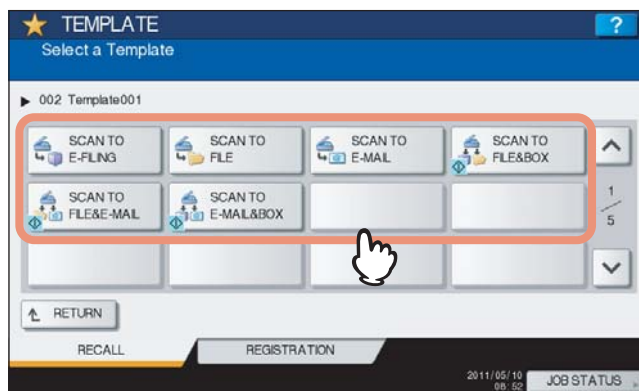 TEMPLATE
?
Select a Template
002 Template001
SCAN TO
E-FILING
SCAN TO
FILE
SCAN TO
E-MAIL
SCAN TO
FILE&BOX
SCAN TO
FILE&E-MAIL
SCAN TO
E-MAIL&BOX
1
5
RETURN
RECALL
REGISTRATION
2011/05/10
06:52
JOB STATUS